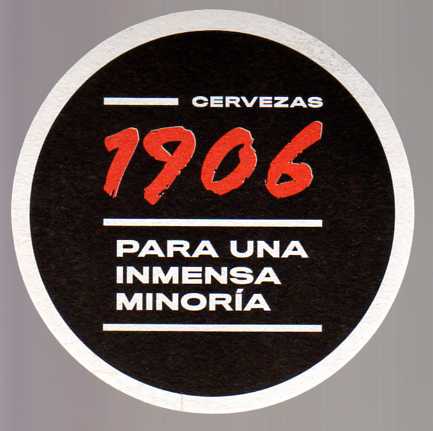 CERVEZAS
1906
PARA UNA
INMENSA
MINORÍA